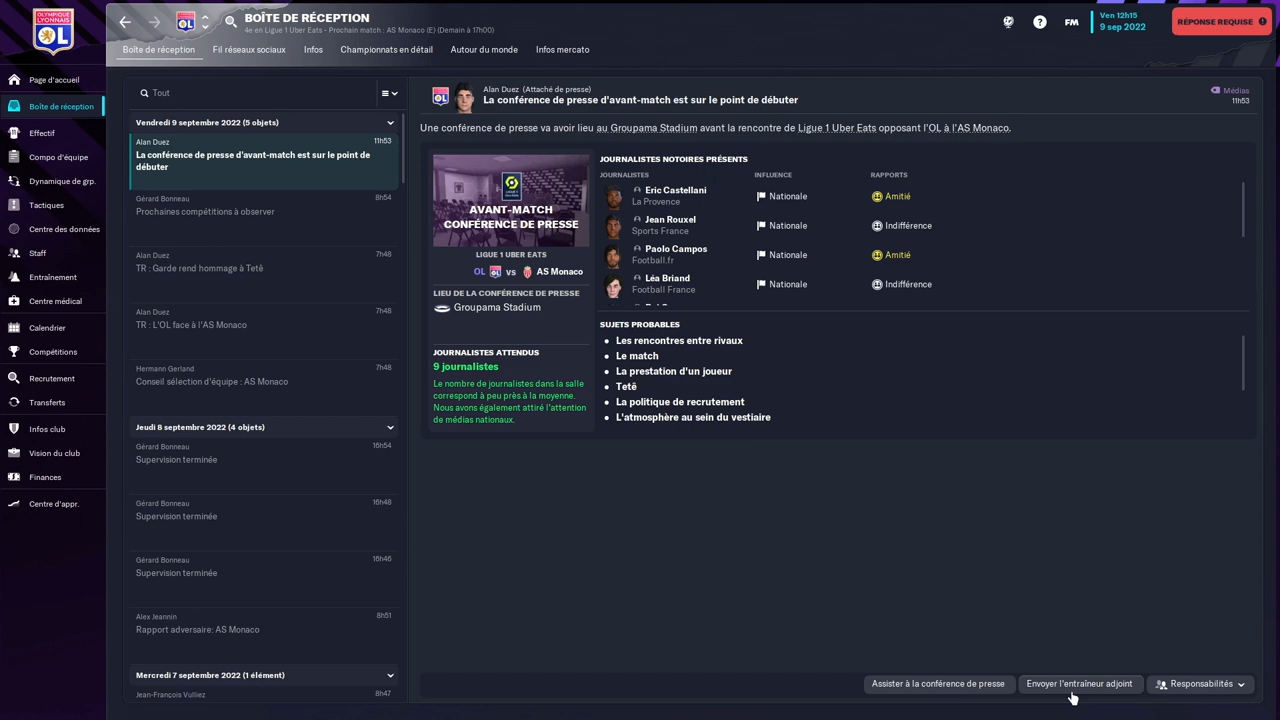 OLYMPIQUE
LYONNAIS
OL
Page d'accueil
Boîte de réception
Effectif
Compo d'équipe
Dynamique de grp.
Tactiques
Centre des données
Staff
Entraînement
Centre médical
Calendrier
Compétitions
Recrutement
Transferts
Infos club
Vision du club
Finances
Centre d'appr.
BOÎTE DE RÉCEPTION
4e en Ligue 1 Uber Eats - Prochain match : AS Monaco (E) (Demain à 17h00)
FM
Ven 12h15
9 sep 2022
RÉPONSE REQUISE
Boîte de réception
Fil réseaux sociaux
Infos
Championnats en détail
Autour du monde
Infos mercato
Tout
Vendredi 9 septembre 2022 (5 objets)
Alan Duez 11h53
La conférence de presse d'avant-match est sur le point de
débuter
Gérard Bonneau 8h54
Prochaines compétitions à observer
Alan Duez 7h48
TR : Garde rend hommage à Tetê
Alan Duez 7h48
TR : L'OL face à l'AS Monaco
Hermann Gerland 7h48
Conseil sélection d'équipe : AS Monaco
Jeudi 8 septembre 2022 (4 objets)
Gérard Bonneau 16h54
Supervision terminée
Gérard Bonneau 16h48
Supervision terminée
Gérard Bonneau 16h46
Supervision terminée
Alex Jeannin 8h51
Rapport adversaire: AS Monaco
Mercredi 7 septembre 2022 (1 élément)
Jean-François Vulliez 8h47
Alan Duez (Attaché de presse)
La conférence de presse d'avant-match est sur le point de débuter
Médias
11h53
Une conférence de presse va avoir lieu au Groupama Stadium avant la rencontre de Ligue 1 Uber Eats opposant l'OL à l'AS Monaco.
AVANT-MATCH
CONFÉRENCE DE PRESSE
LIGUE 1 UBER EATS
OL vs AS Monaco
LIEU DE LA CONFÉRENCE DE PRESSE
Groupama Stadium
JOURNALISTES ATTENDUS
9 journalistes
Le nombre de journalistes dans la salle
correspond à peu près à la moyenne.
Nous avons également attiré l'attention
de médias nationaux.
JOURNALISTES NOTOIRES PRÉSENTS
JOURNALISTES INFLUENCE RAPPORTS
Eric Castellani
La Provence
Nationale Amitié
Jean Rouxel
Sports France
Nationale Indifférence
Paolo Campos
Football.fr
Nationale Amitié
Léa Briand
Football France
Nationale Indifférence
SUJETS PROBABLES
• Les rencontres entre rivaux
• Le match
• La prestation d'un joueur
• Tetê
• La politique de recrutement
• L'atmosphère au sein du vestiaire
Assister à la conférence de presse
Envoyer l'entraîneur adjoint
Responsabilités